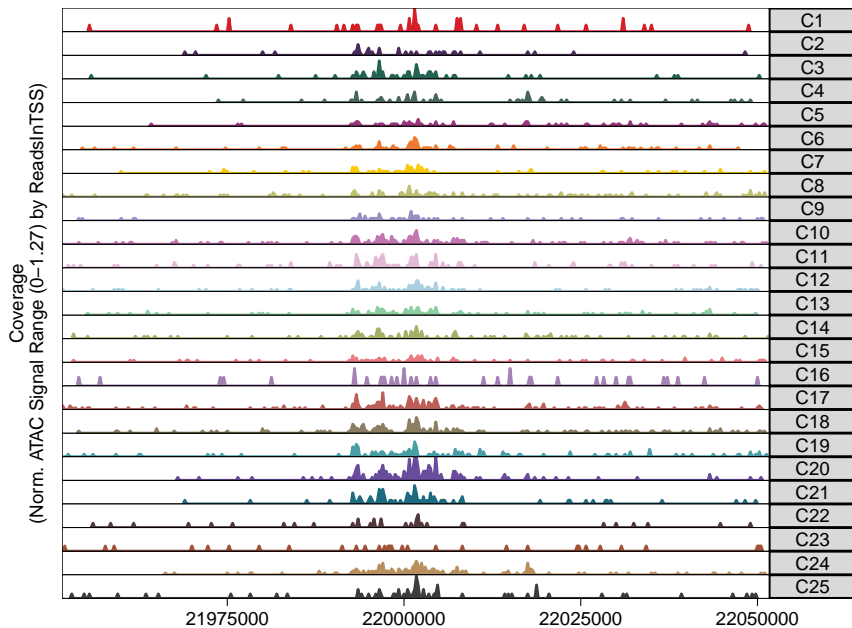 Coverage
(Norm. ATAC Signal Range (0–1.27) by ReadsInTSS)
C1
C2
C3
C4
C5
C6
C7
C8
C9
C10
C11
C12
C13
C14
C15
C16
C17
C18
C19
C20
C21
C22
C23
C24
C25
21975000 22000000 22025000 22050000